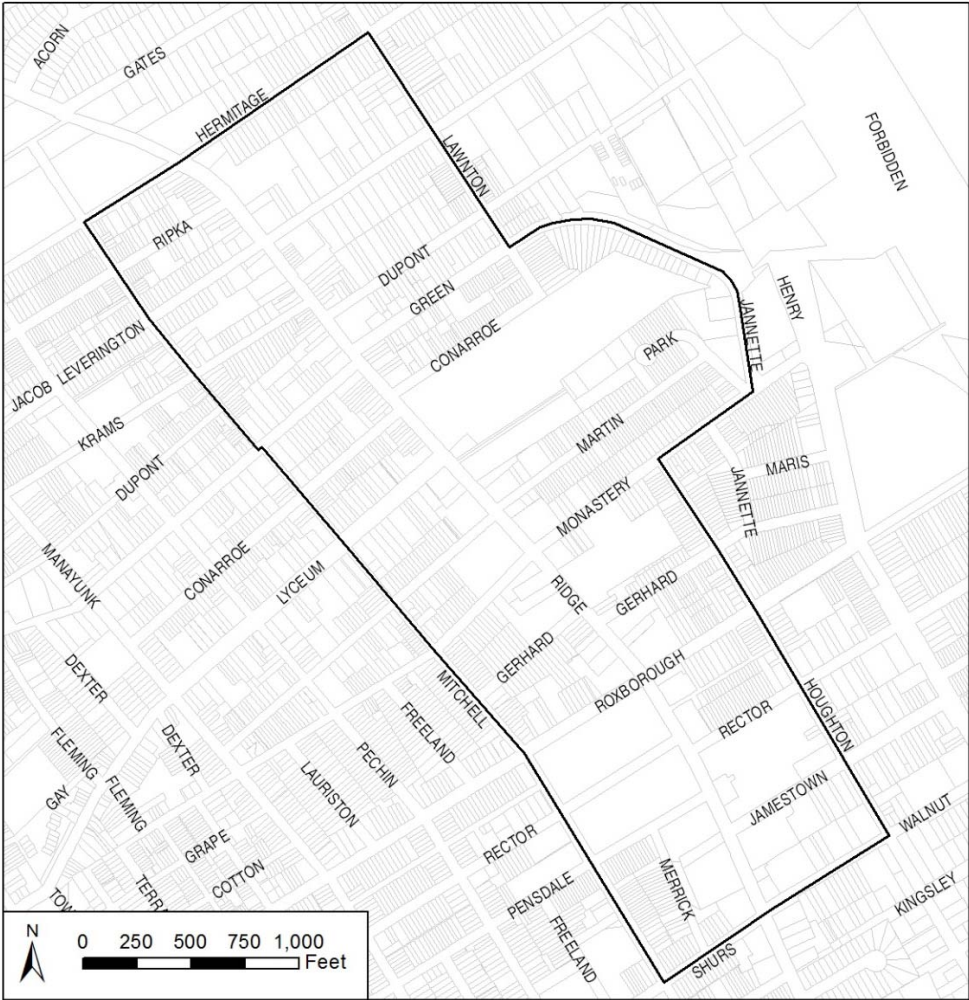 ACORN
GATES
HERMITAGE
FORBIDDEN
LAWNTON
RIPKA
DUPONT
GREEN
HENRY
JANNETTE
CONARROE
PARK
LEVERINGTON
JACOB
KRAMS
MARTIN
DUPONT
MARIS
JANNETTE
MONASTERY
MANAYUNK
CONARROE
LYCEUM
RIDGE
GERHARD
GERHARD
DEXTER
ROXBOROUGH
MITCHELL
HOUGHTON
RECTOR
FREELAND
DEXTER
FLEMING
PECHIN
LAURISTON
GAY
FLEMING
JAMESTOWN
WALNUT
GRAPE
RECTOR
COTTON
MERRICK
PENSDALE
KINGSLEY
TOW
TERRA
FREELAND
SHURS
N
0 250 500 750 1,000
Feet